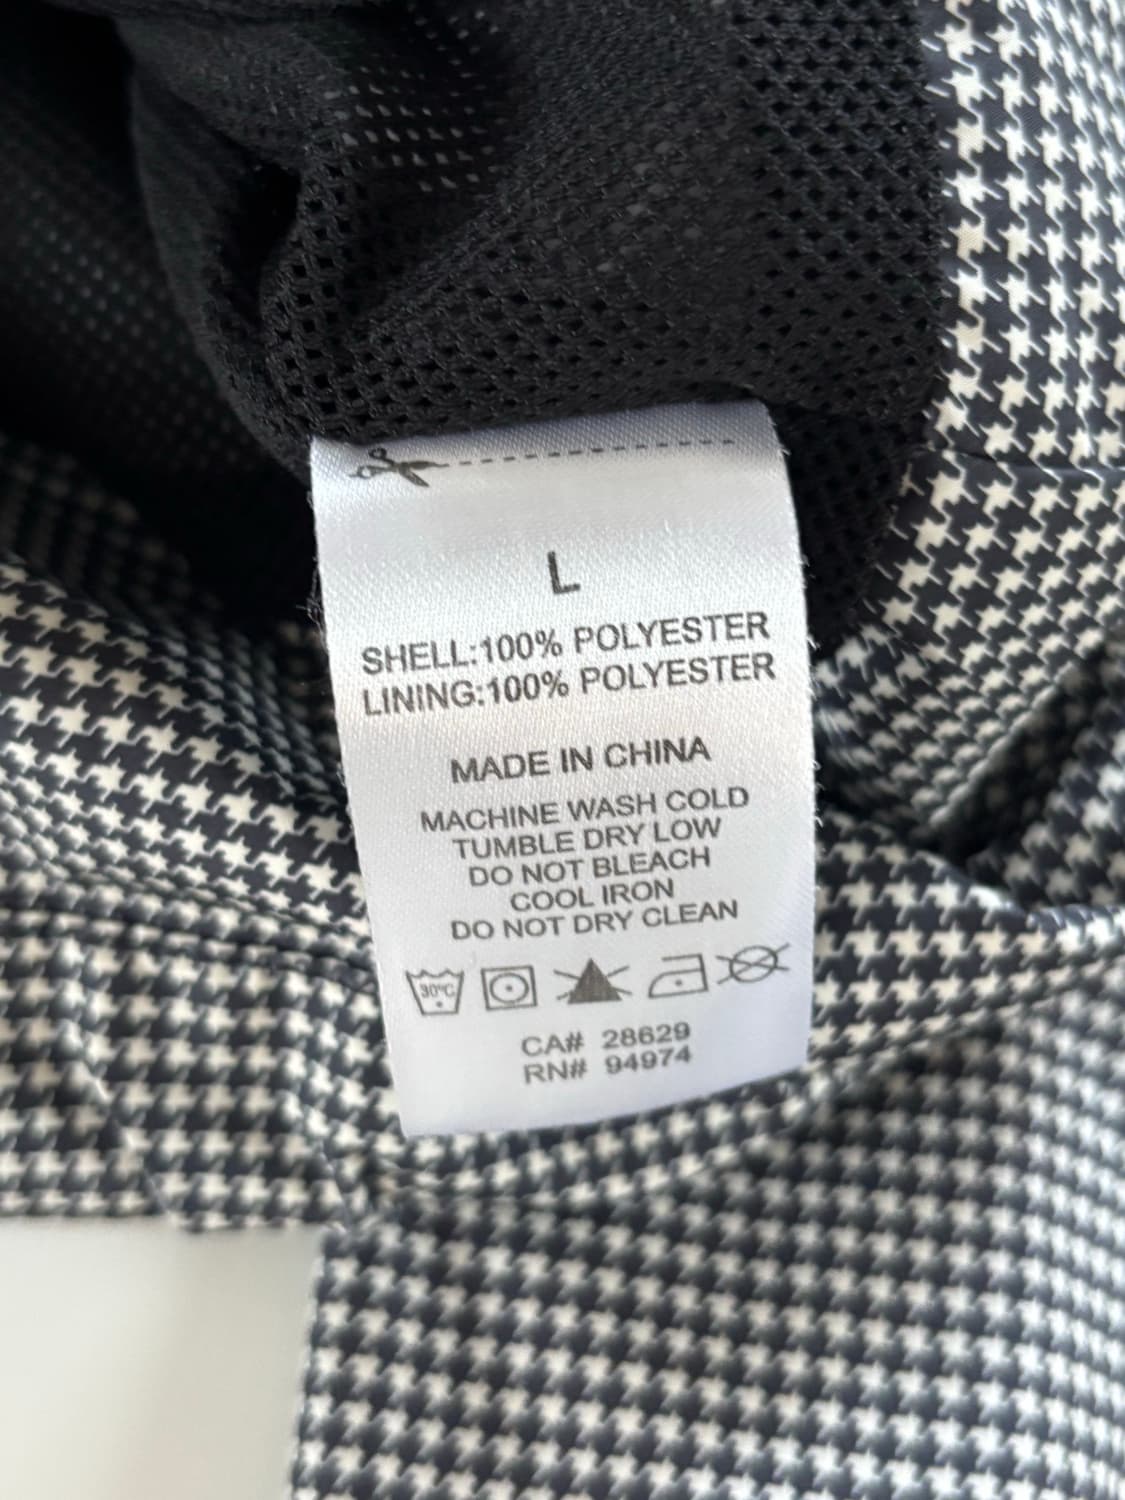 L
SHELL:100% POLYESTER
LINING:100% POLYESTER
MADE IN CHINA
MACHINE WASH COLD
TUMBLE DRY LOW
DO NOT BLEACH
COOL IRON
DO NOT DRY CLEAN
30°C
CA# 28629
RN# 94974